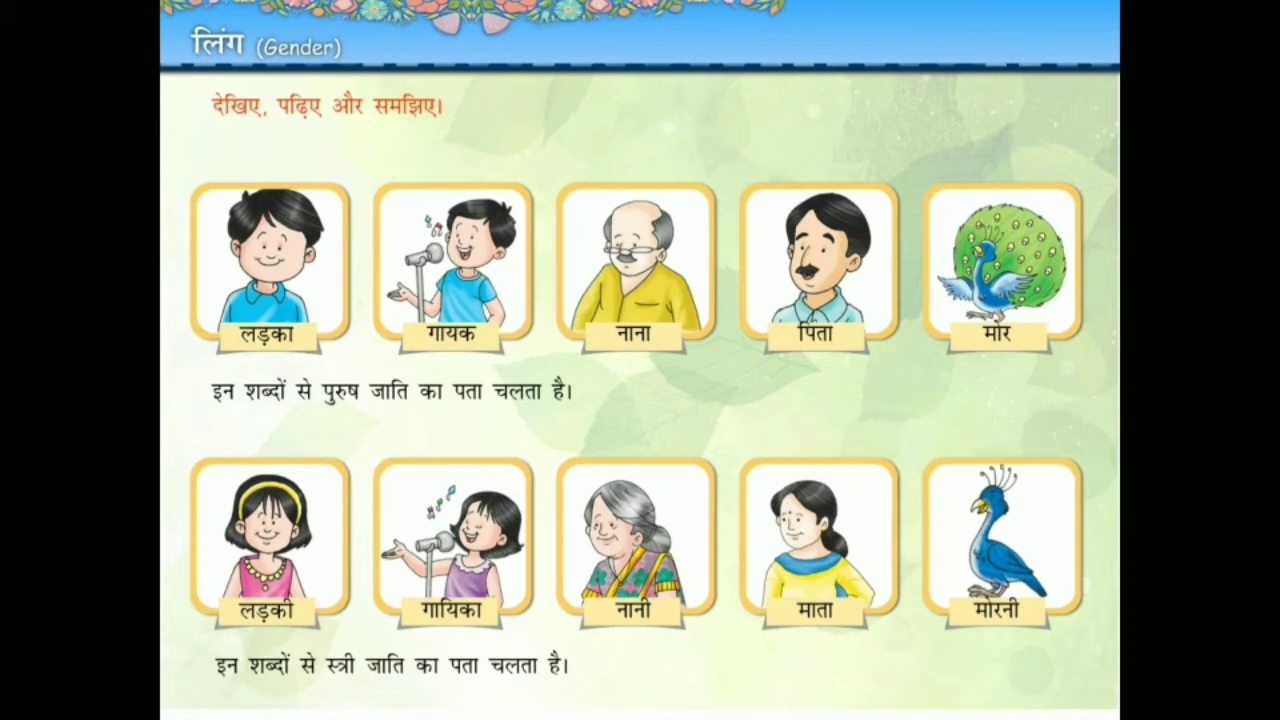 लिंग (Gender)
देखिए, पढ़िए और समझिए।
लड़का गायक नाना पिता मोर
इन शब्दों से पुरुष जाति का पता चलता है।
लड़की गायिका नानी माता मोरनी
इन शब्दों से स्त्री जाति का पता चलता है।